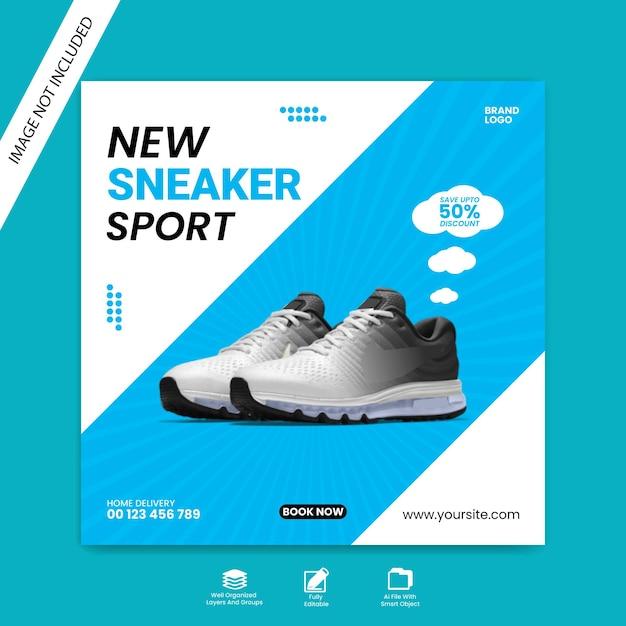 IMAGE NOT INCLUDED
NEW
SNEAKER
SPORT
BRAND
LOGO
SAVE UPTO
50%
DISCOUNT
HOME DELIVERY
00 123 456 789
BOOK NOW
www.yoursite.com
Well Organized
Layers And Groups
Fully
Editable
Ai File With
Smsrt Object